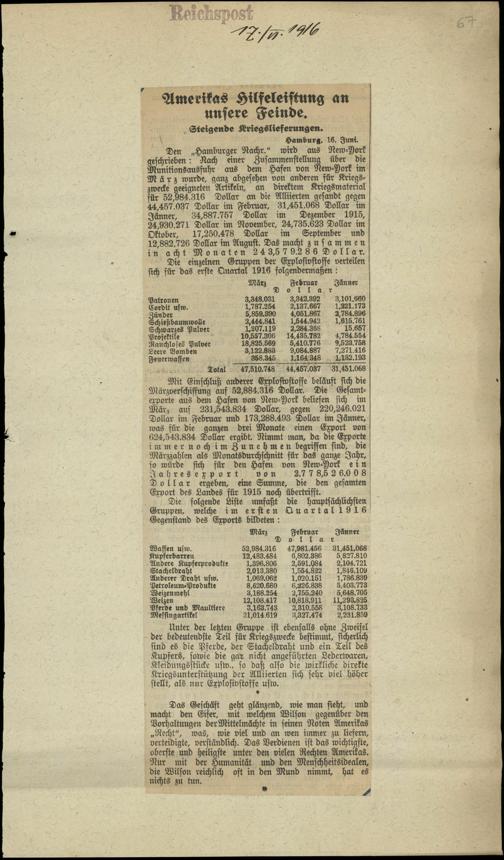 Reichspost
17./VI. 1916
67
Amerikas Hilfeleistung an
unsere Feinde.
Steigende Kriegslieferungen.
Hamburg, 16. Juni.
Den „Hamburger Nachr.“ wird aus New-York
geschrieben: Nach einer Zusammenstellung über die
Munitionsausfuhr aus dem Hafen von New-York im
März wurde, ganz abgesehen von anderen für Kriegs-
zwecke geeigneten Artikeln, an direktem Kriegsmaterial
für 52,984.316 Dollar an die Alliierten gesandt gegen
44,457.037 Dollar im Februar, 31,451.068 Dollar im
Jänner, 34,887.757 Dollar im Dezember 1915,
24,930.271 Dollar im November, 24,735.623 Dollar im
Oktober, 17,250.478 Dollar im September und
12,882.726 Dollar im August. Das macht zusammen
in acht Monaten 243,579.286 Dollar.
Die einzelnen Gruppen der Explosivstoffe verteilen
sich für das erste Quartal 1916 folgendermaßen:
März Februar Jänner
Dollar
Patronen 3,348.031 3,342.392 3,101.660
Cordit usw. 1,787.254 2,137.667 1,221.173
Zünder 5,859.390 4,051.867 2,784.896
Schießbaumwolle 2,444.841 1,544.942 1,615.761
Schwarzes Pulver 1,207.119 2,284.358 15.657
Projektile 10,557.306 14,435.782 4,784.554
Rauchloses Pulver 18,825.569 5,410.776 9,523.758
Leere Bomben 3,122.883 9,084.887 7,271.416
Feuerwaffen 358.345 1,164.348 1,132.193
Total 47,510.748 44,457.037 31,451.068
Mit Einschluß anderer Explosivstoffe beläuft sich die
Märzverschiffung auf 52,884.316 Dollar. Die Gesamt-
exporte aus dem Hafen von New-York beliefen sich im
März, auf 231,543.834 Dollar, gegen 220,246.021
Dollar im Februar und 173,288.493 Dollar im Jänner,
was für die ganzen drei Monate einen Export von
624,543.834 Dollar ergibt. Nimmt man, da die Exporte
immer noch im Zunehmen begriffen sind, die
Märzzahlen als Monatsdurchschnitt für das ganze Jahr,
so würde sich für den Hafen von New-York ein
Jahresexport von 2.778,526.008
Dollar ergeben, eine Summe, die den gesamten
Export des Landes für 1915 noch übertrifft.
Die folgende Liste umfaßt die hauptsächlichsten
Gruppen, welche im ersten Quartal 1916
Gegenstand des Exports bildeten:
März Februar Jänner
Dollar
Waffen usw. 52,984.316 47,981.456 31,451.068
Kupferbarren 12,483.484 6,802.386 5,827.810
Andere Kupferprodukte 1,396.806 2,591.084 2,104.721
Stacheldraht 2,013.380 1,554.822 1,846.109
Anderer Draht usw. 1,069.062 1,020.151 1,786.839
Petroleum-Produkte 8,620.680 6,226.838 5,403.773
Weizenmehl 3,188.254 2,755.240 5,648.705
Weizen 12,108.417 10,818.911 11,293.825
Pferde und Maultiere 3,163.743 2,310.558 3,108.733
Messingartikel 21,014.619 3,327.474 2,231.859
Unter der letzten Gruppe ist ebenfalls ohne Zweifel
der bedeutendste Teil für Kriegszwecke bestimmt, sicherlich
sind es die Pferde, der Stacheldraht und ein Teil des
Kupfers, sowie die gar nicht angeführten Lederwaren,
Kleidungsstücke usw., so daß also die wirkliche direkte
Kriegsunterstützung der Alliierten sich sehr viel höher
stellt, als nur Explosivstoffe usw.
*
Das Geschäft geht glänzend, wie man sieht, und
macht den Eifer, mit welchem Wilson gegenüber den
Vorhaltungen der Mittelmächte in seinen Noten Amerikas
„Recht“, was, wie viel und an wen immer zu liefern,
verteidigte, verständlich. Das Verdienen ist das wichtigste,
oberste und heiligste unter den vielen Rechten Amerikas.
Nur mit der Humanität und den Menschheitsidealen,
die Wilson reichlich oft in den Mund nimmt, hat es
nichts zu tun.
*